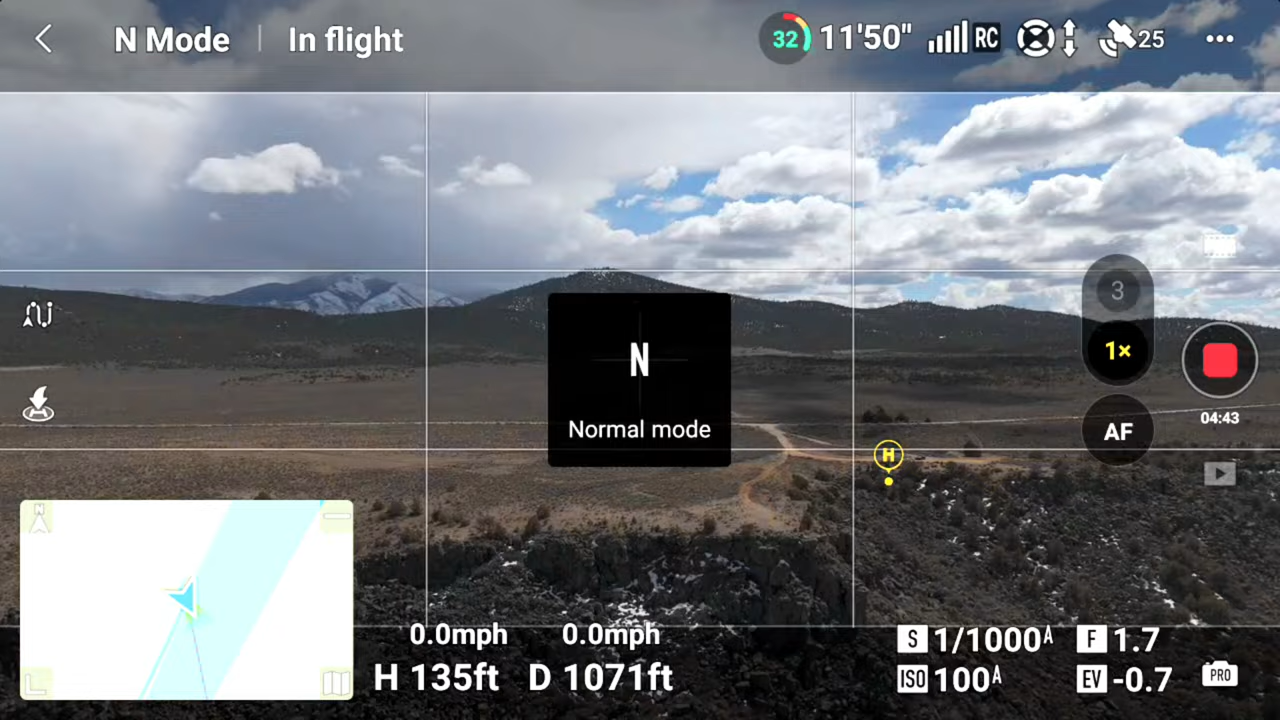 N Mode | In flight
32 11'50" RC 25
3
1×
N
Normal mode
04:43
AF
H
N
0.0mph 0.0mph
H 135ft D 1071ft
S 1/1000A F 1.7
ISO 100A EV -0.7
PRO